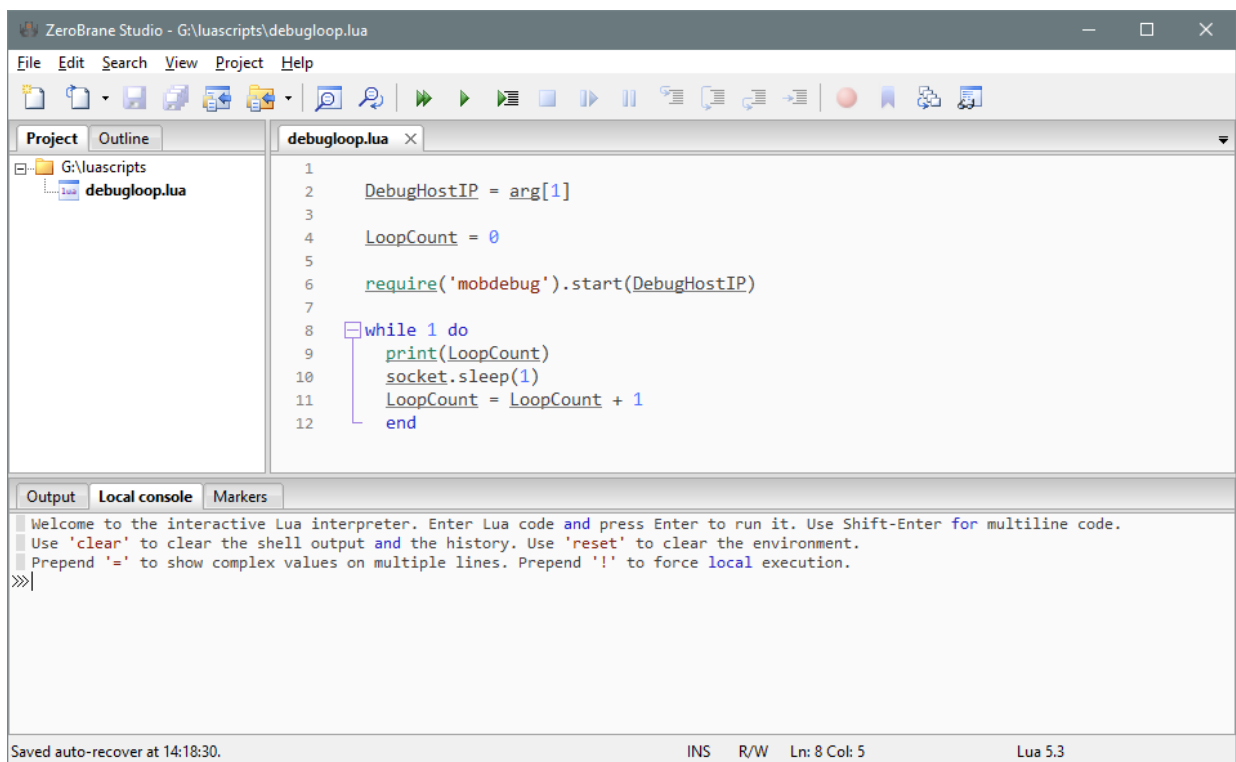 ZeroBrane Studio - G:\luascripts\debugloop.lua
File Edit Search View Project Help
Project Outline
G:\luascripts
debugloop.lua
debugloop.lua
1
2 DebugHostIP = arg[1]
3
4 LoopCount = 0
5
6 require('mobdebug').start(DebugHostIP)
7
8 while 1 do
9 print(LoopCount)
10 socket.sleep(1)
11 LoopCount = LoopCount + 1
12 end
Output Local console Markers
Welcome to the interactive Lua interpreter. Enter Lua code and press Enter to run it. Use Shift-Enter for multiline code.
Use 'clear' to clear the shell output and the history. Use 'reset' to clear the environment.
Prepend '=' to show complex values on multiple lines. Prepend '!' to force local execution.
Saved auto-recover at 14:18:30. INS R/W Ln: 8 Col: 5 Lua 5.3